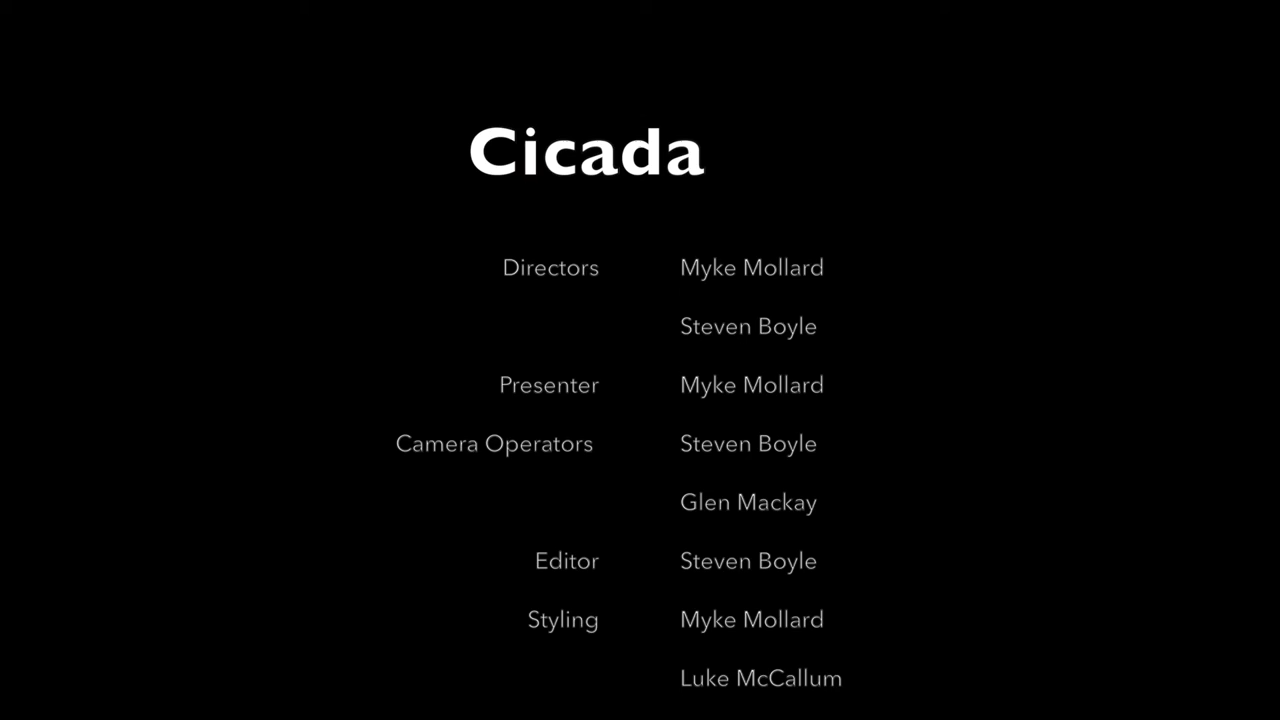 Cicada
Directors Myke Mollard
Steven Boyle
Presenter Myke Mollard
Camera Operators Steven Boyle
Glen Mackay
Editor Steven Boyle
Styling Myke Mollard
Luke McCallum